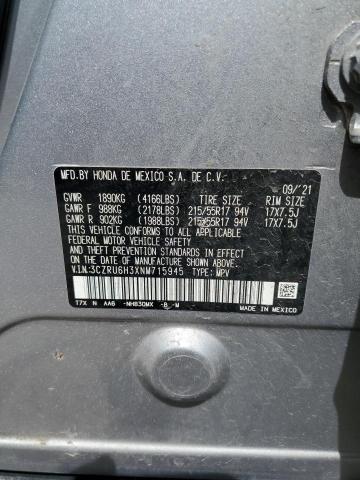 MFD.BY HONDA DE MEXICO S.A. DE C.V.
09/'21
GVWR 1890KG (4166LBS) TIRE SIZE RIM SIZE
GAWR F 988KG (2178LBS) 215/55R17 94V 17X7.5J
GAWR R 902KG (1988LBS) 215/55R17 94V 17X7.5J
THIS VEHICLE CONFORMS TO ALL APPLICABLE
FEDERAL MOTOR VEHICLE SAFETY, BUMPER,
AND THEFT PREVENTION STANDARDS IN EFFECT
ON THE DATE OF MANUFACTURE SHOWN ABOVE.
V.I.N:3CZRU6H3XNM715945 TYPE: MPV
T7X N AA6 -NH830MX -B -M
MADE IN MEXICO